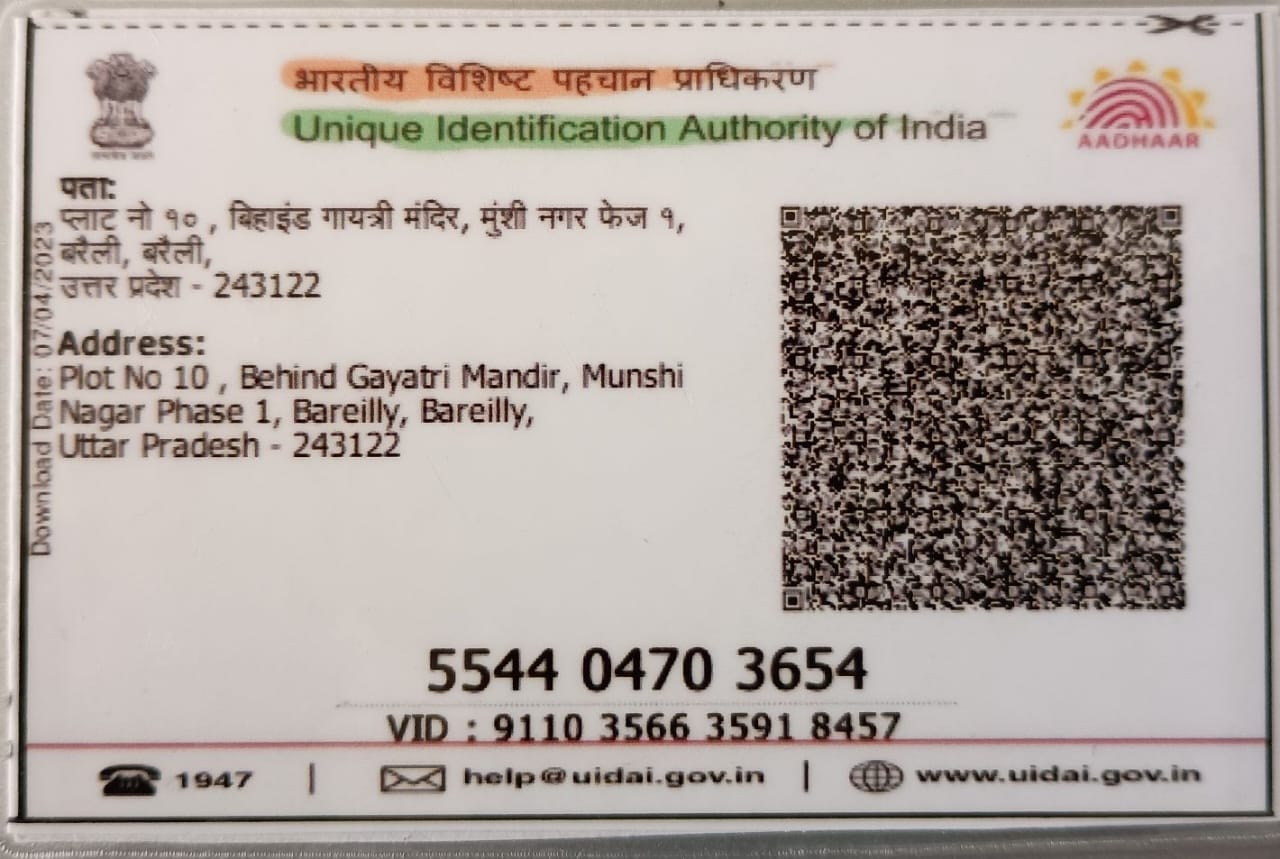 भारतीय विशिष्ट पहचान प्राधिकरण
Unique Identification Authority of India
AADHAAR
पता:
प्लाट नो १० , बिहाइंड गायत्री मंदिर, मुंशी नगर फेज १,
बरैली, बरैली,
उत्तर प्रदेश - 243122
Download Date: 07/04/2023
Address:
Plot No 10 , Behind Gayatri Mandir, Munshi
Nagar Phase 1, Bareilly, Bareilly,
Uttar Pradesh - 243122
5544 0470 3654
VID : 9110 3566 3591 8457
1947 | help@uidai.gov.in | www.uidai.gov.in